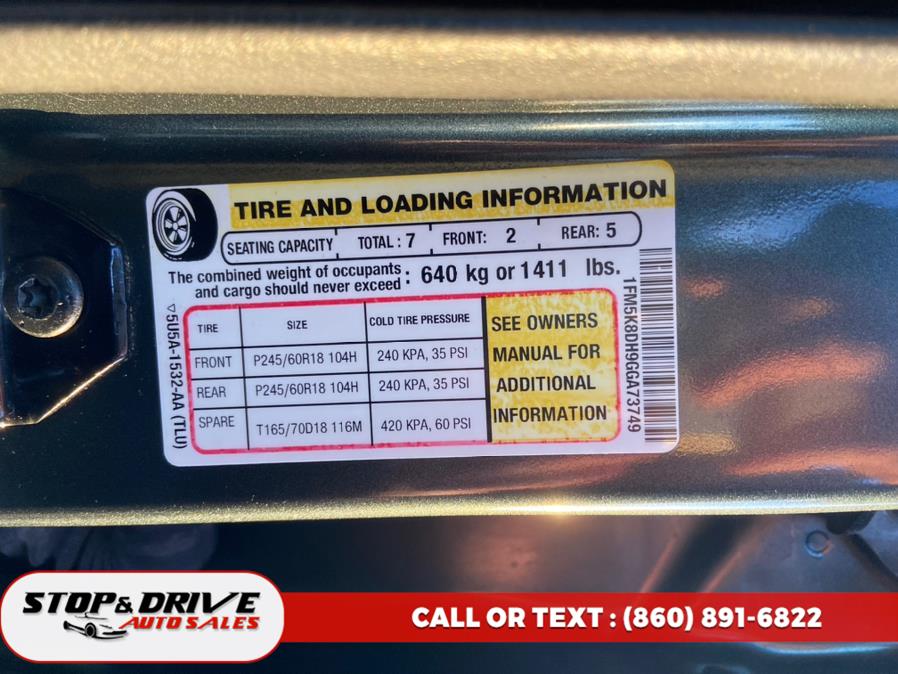 TIRE AND LOADING INFORMATION
SEATING CAPACITY TOTAL : 7 FRONT: 2 REAR: 5
The combined weight of occupants
and cargo should never exceed : 640 kg or 1411 lbs.
TIRE SIZE COLD TIRE PRESSURE
FRONT P245/60R18 104H 240 KPA, 35 PSI
REAR P245/60R18 104H 240 KPA, 35 PSI
SPARE T165/70D18 116M 420 KPA, 60 PSI
SEE OWNERS
MANUAL FOR
ADDITIONAL
INFORMATION
5U5A-1532-AA (TLU)
1FM5K8DH9GGA73749
STOP & DRIVE
AUTO SALES
CALL OR TEXT : (860) 891-6822